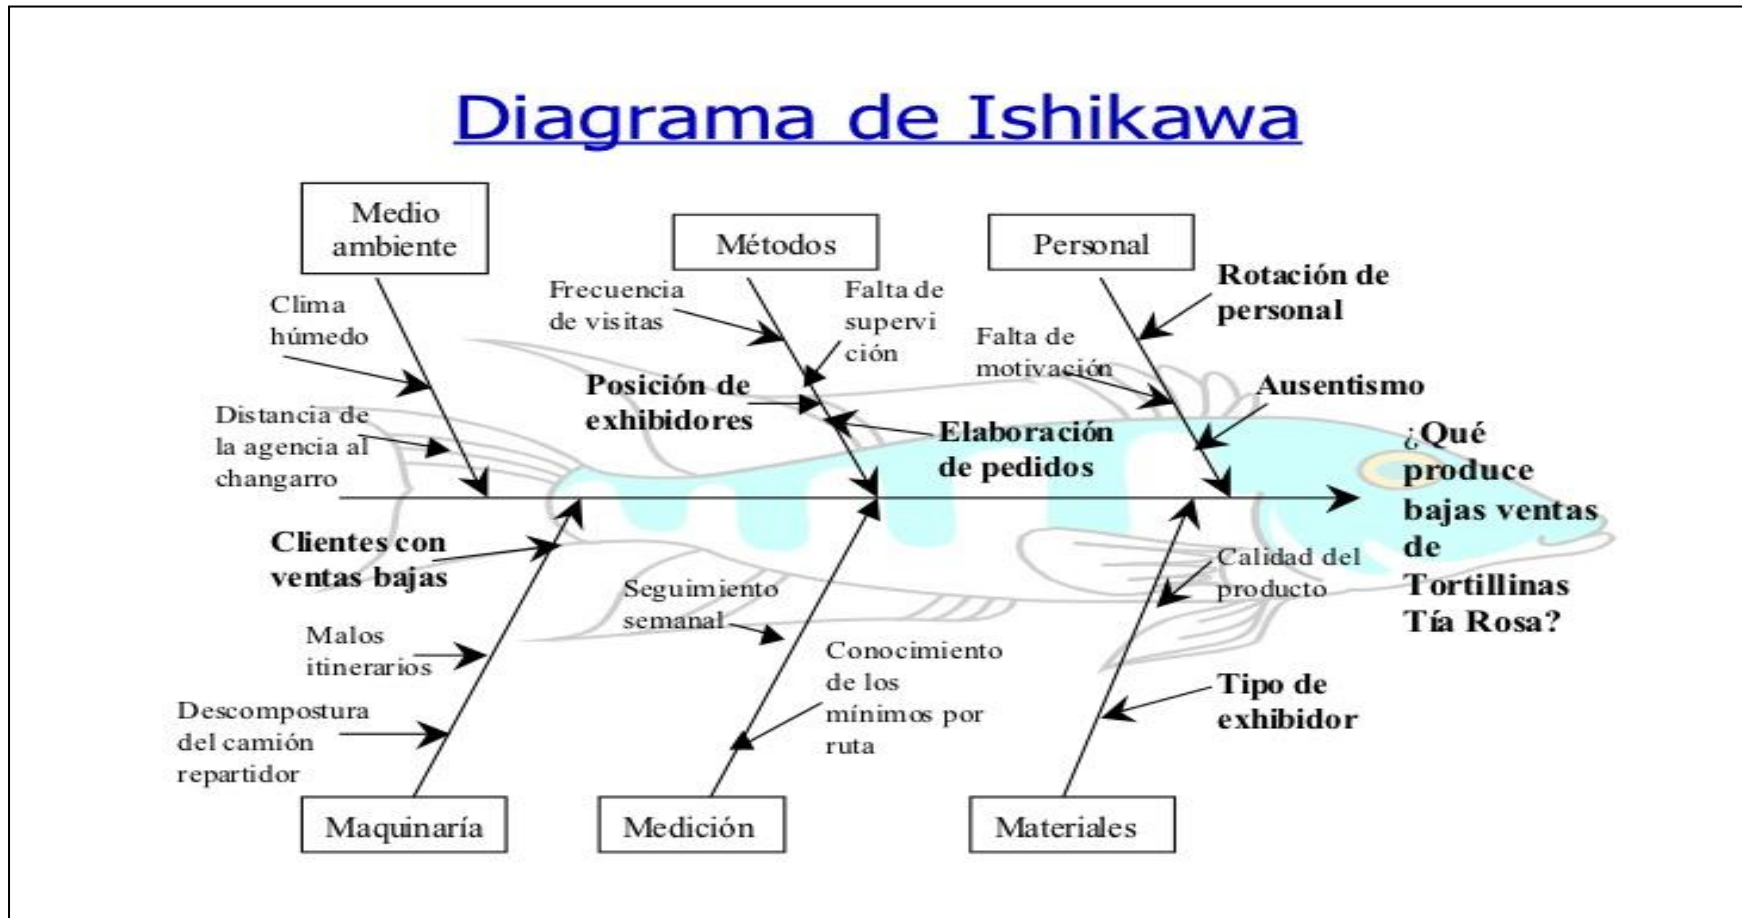 Diagrama de Ishikawa
Medio
ambiente
Métodos
Personal
Clima
húmedo
Distancia de
la agencia al
changarro
Frecuencia
de visitas
Falta de
supervi
ción
Posición de
exhibidores
Elaboración
de pedidos
Rotación de
personal
Falta de
motivación
Ausentismo
¿Qué
produce
bajas ventas
de
Tortillinas
Tía Rosa?
Clientes con
ventas bajas
Malos
itinerarios
Descompostura
del camión
repartidor
Seguimiento
semanal
Conocimiento
de los
mínimos por
ruta
Calidad del
producto
Tipo de
exhibidor
Maquinaría
Medición
Materiales